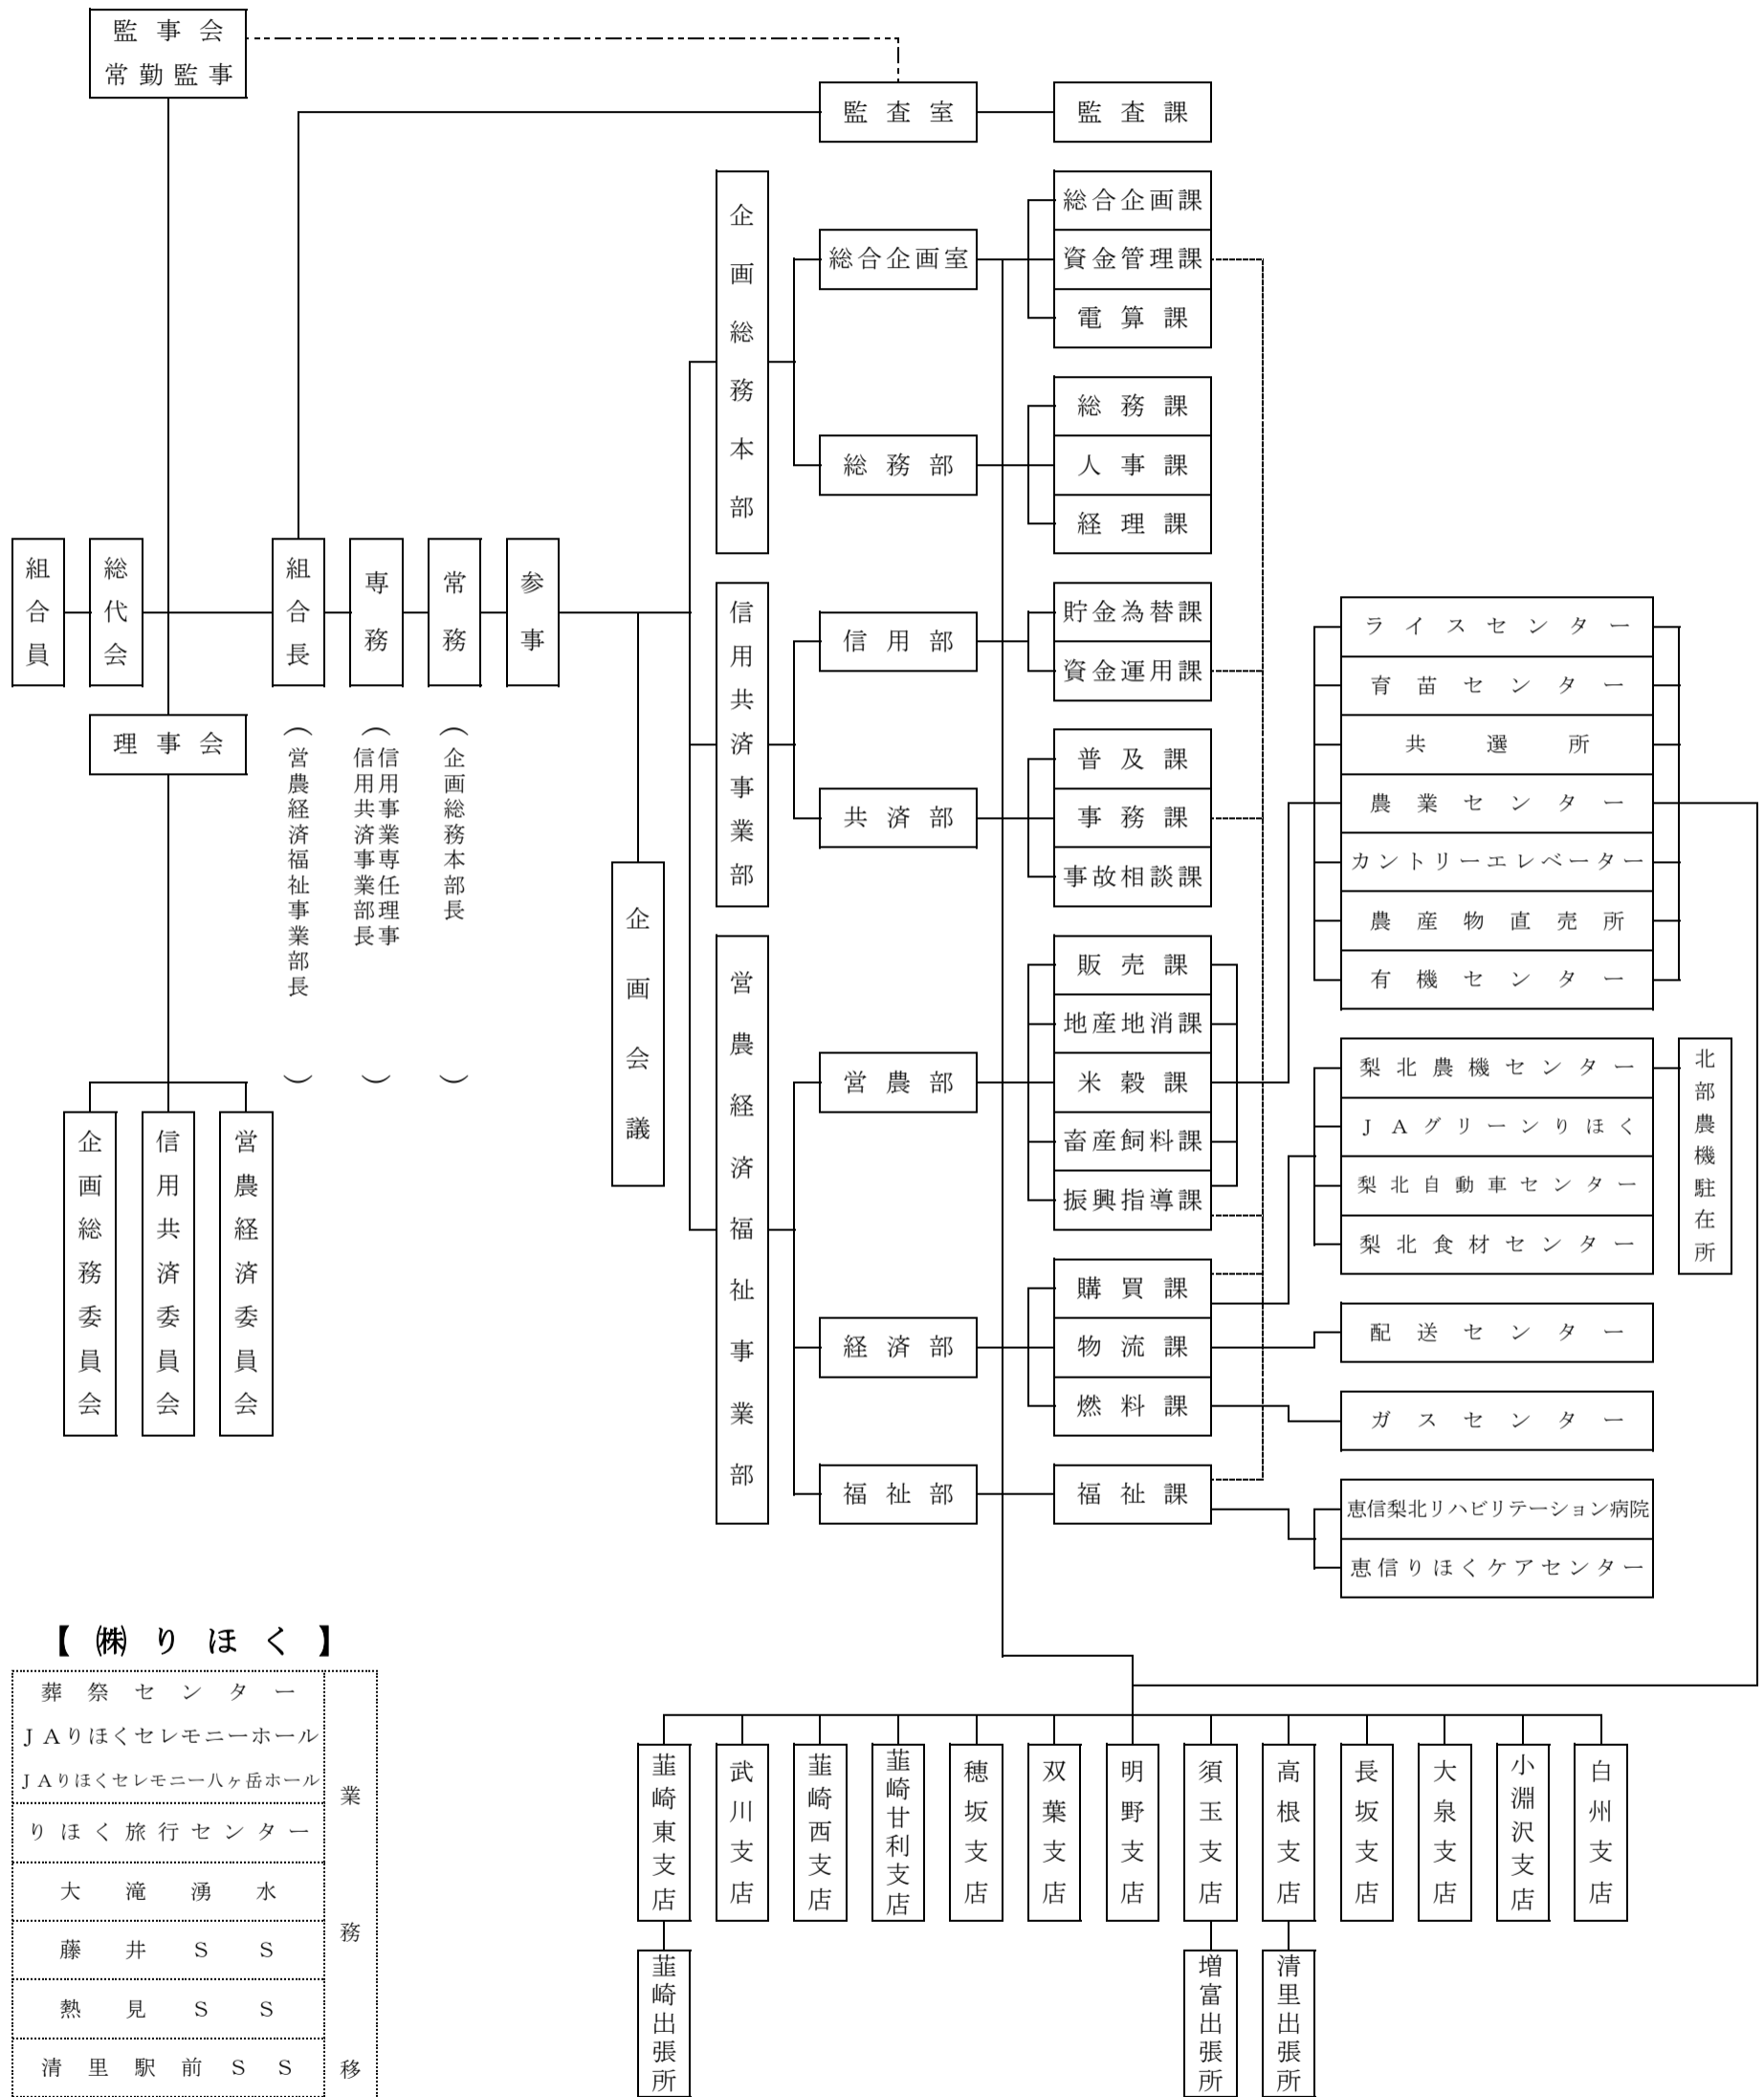 監事会
常勤監事
監査室
監査課
企画総務本部
総合企画室
総合企画課
資金管理課
電算課
総務部
総務課
人事課
経理課
組合員
総代会
組合長
専務
常務
参事
理事会
(営農経済福祉事業部長)
(信用事業専任理事
信用共済事業部長)
(企画総務本部長)
企画会議
企画総務委員会
信用共済委員会
営農経済委員会
信用共済事業部
信用部
貯金為替課
資金運用課
共済部
普及課
事務課
事故相談課
営農経済福祉事業部
営農部
販売課
地産地消課
米穀課
畜産飼料課
振興指導課
経済部
購買課
物流課
燃料課
福祉部
福祉課
ライスセンター
育苗センター
共選所
農業センター
カントリーエレベーター
農産物直売所
有機センター
梨北農機センター
JAグリーンりほく
梨北自動車センター
梨北食材センター
北部農機駐在所
配送センター
ガスセンター
恵信梨北リハビリテーション病院
恵信りほくケアセンター
【㈱りほく】
葬祭センター
JAりほくセレモニーホール
JAりほくセレモニー八ヶ岳ホール
りほく旅行センター
大滝湧水
藤井SS
熱見SS
清里駅前SS
業務移
韮崎東支店
武川支店
韮崎西支店
韮崎甘利支店
穂坂支店
双葉支店
明野支店
須玉支店
高根支店
長坂支店
大泉支店
小淵沢支店
白州支店
韮崎出張所
増富出張所
清里出張所